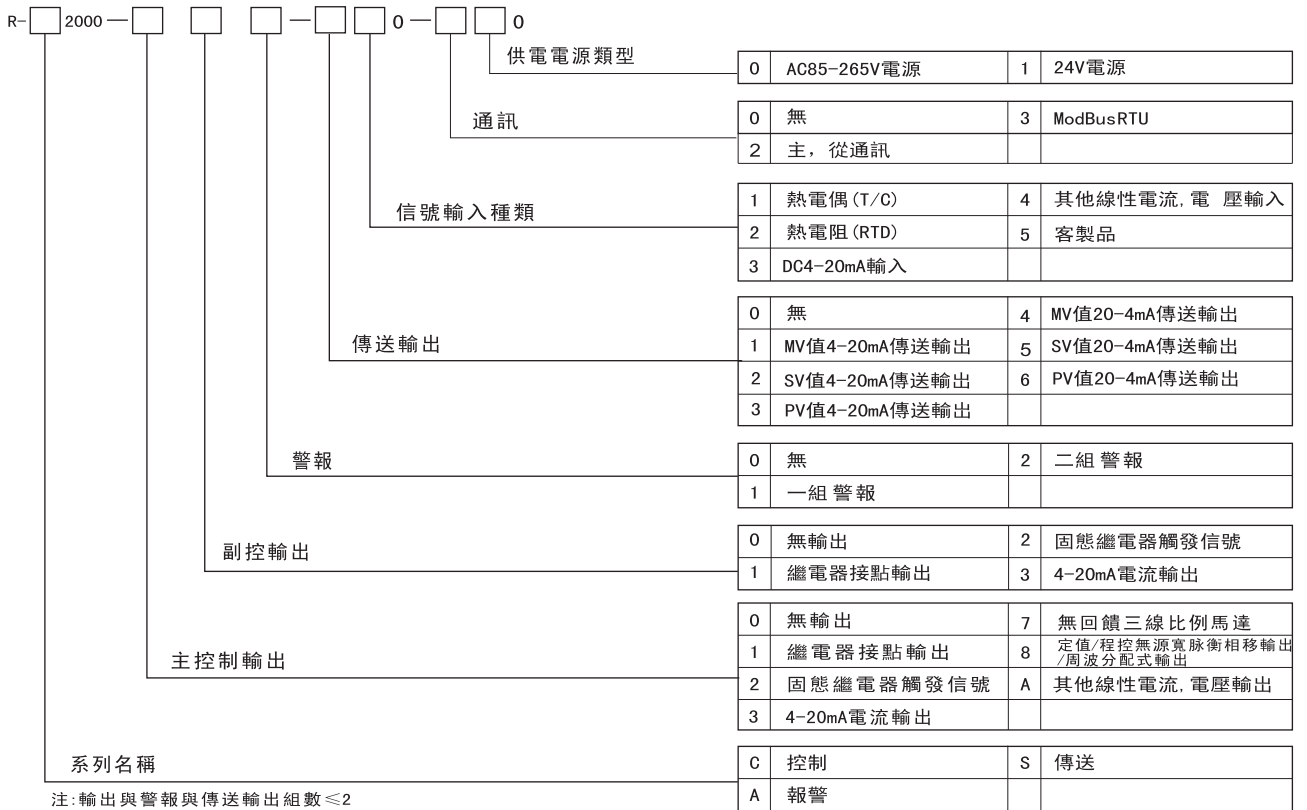 R-□2000—□ □ □—□□0—□□0
供電電源類型
0 AC85-265V電源 1 24V電源
通訊
0 無 3 ModBusRTU
2 主，從通訊
信號輸入種類
1 熱電偶(T/C) 4 其他線性電流,電 壓輸入
2 熱電阻(RTD) 5 客製品
3 DC4-20mA輸入
傳送輸出
0 無 4 MV值20-4mA傳送輸出
1 MV值4-20mA傳送輸出 5 SV值20-4mA傳送輸出
2 SV值4-20mA傳送輸出 6 PV值20-4mA傳送輸出
3 PV值4-20mA傳送輸出
警報
0 無 2 二組警報
1 一組警報
副控輸出
0 無輸出 2 固態繼電器觸發信號
1 繼電器接點輸出 3 4-20mA電流輸出
主控制輸出
0 無輸出 7 無回饋三線比例馬達
1 繼電器接點輸出 8 定值/程控無源寬脉衝相移輸出
/周波分配式輸出
2 固態繼電器觸發信號 A 其他線性電流,電壓輸出
3 4-20mA電流輸出
系列名稱
C 控制 S 傳送
A 報警
注:輸出與警報與傳送輸出組數≤2